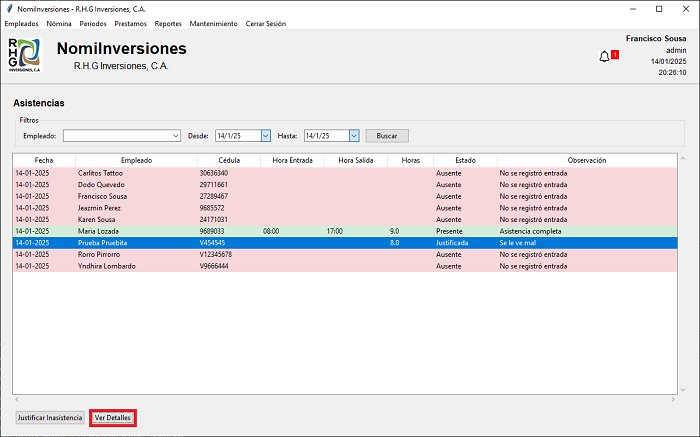 NomiInversiones - R.H.G Inversiones, C.A.
Empleados Nómina Periodos Prestamos Reportes Mantenimiento Cerrar Sesión
RHG
INVERSIONES, C.A
NomiInversiones
R.H.G Inversiones, C.A.
1
Francisco Sousa
admin
14/01/2025
20:26:10
Asistencias
Filtros
Empleado: Desde: 14/1/25 Hasta: 14/1/25 Buscar
Fecha Empleado Cédula Hora Entrada Hora Salida Horas Estado Observación
14-01-2025 Carlitos Tattoo 30636340 Ausente No se registró entrada
14-01-2025 Dodo Quevedo 29711661 Ausente No se registró entrada
14-01-2025 Francisco Sousa 27289467 Ausente No se registró entrada
14-01-2025 Jeazmin Perez 9685572 Ausente No se registró entrada
14-01-2025 Karen Sousa 24171031 Ausente No se registró entrada
14-01-2025 Maria Lozada 9689033 08:00 17:00 9.0 Presente Asistencia completa
14-01-2025 Prueba Pruebita V454545 8.0 Justificada Se le ve mal
14-01-2025 Rorro Pirrorro V12345678 Ausente No se registró entrada
14-01-2025 Yndhira Lombardo V9666444 Ausente No se registró entrada
Justificar Inasistencia Ver Detalles